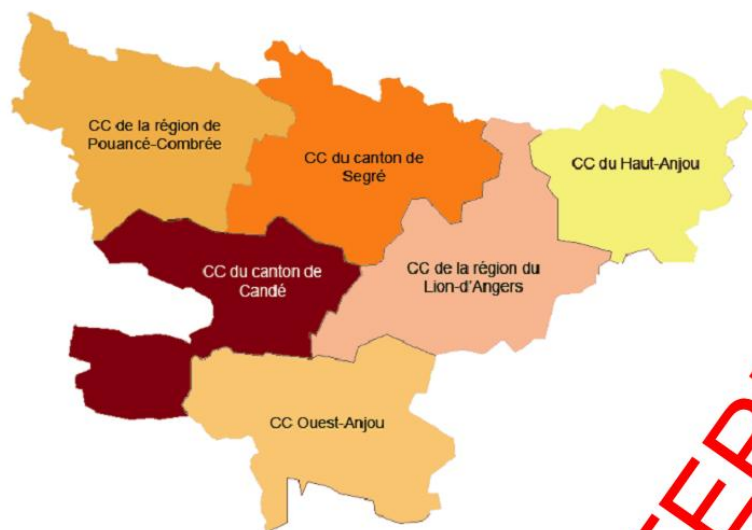 CC de la région de
Pouancé-Combrée
CC du canton de
Segré
CC du Haut-Anjou
CC du canton de
Candé
CC de la région du
Lion-d'Angers
CC Ouest-Anjou